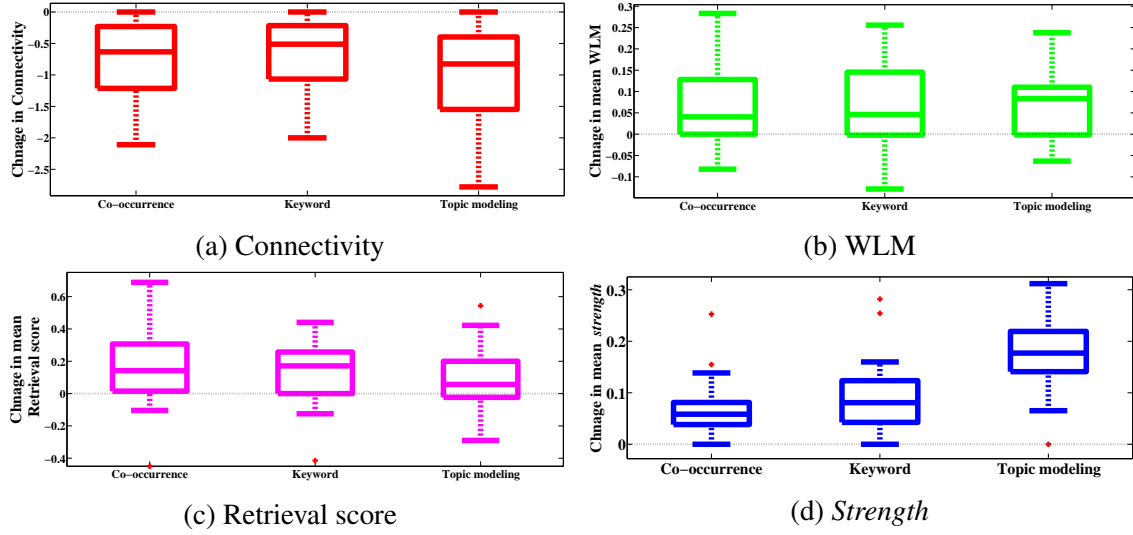 Chnage in Connectivity
0
−0.5
−1
−1.5
−2
−2.5
Co−occurrence Keyword Topic modeling
(a) Connectivity
Chnage in mean WLM
0.3
0.25
0.2
0.15
0.1
0.05
0
−0.05
−0.1
Co−occurrence Keyword Topic modeling
(b) WLM
Chnage in mean
Retrieval score
0.6
0.4
0.2
0
−0.2
−0.4
Co−occurrence Keyword Topic modeling
(c) Retrieval score
Chnage in mean strength
0.3
0.2
0.1
0
Co−occurrence Keyword Topic modeling
(d) Strength